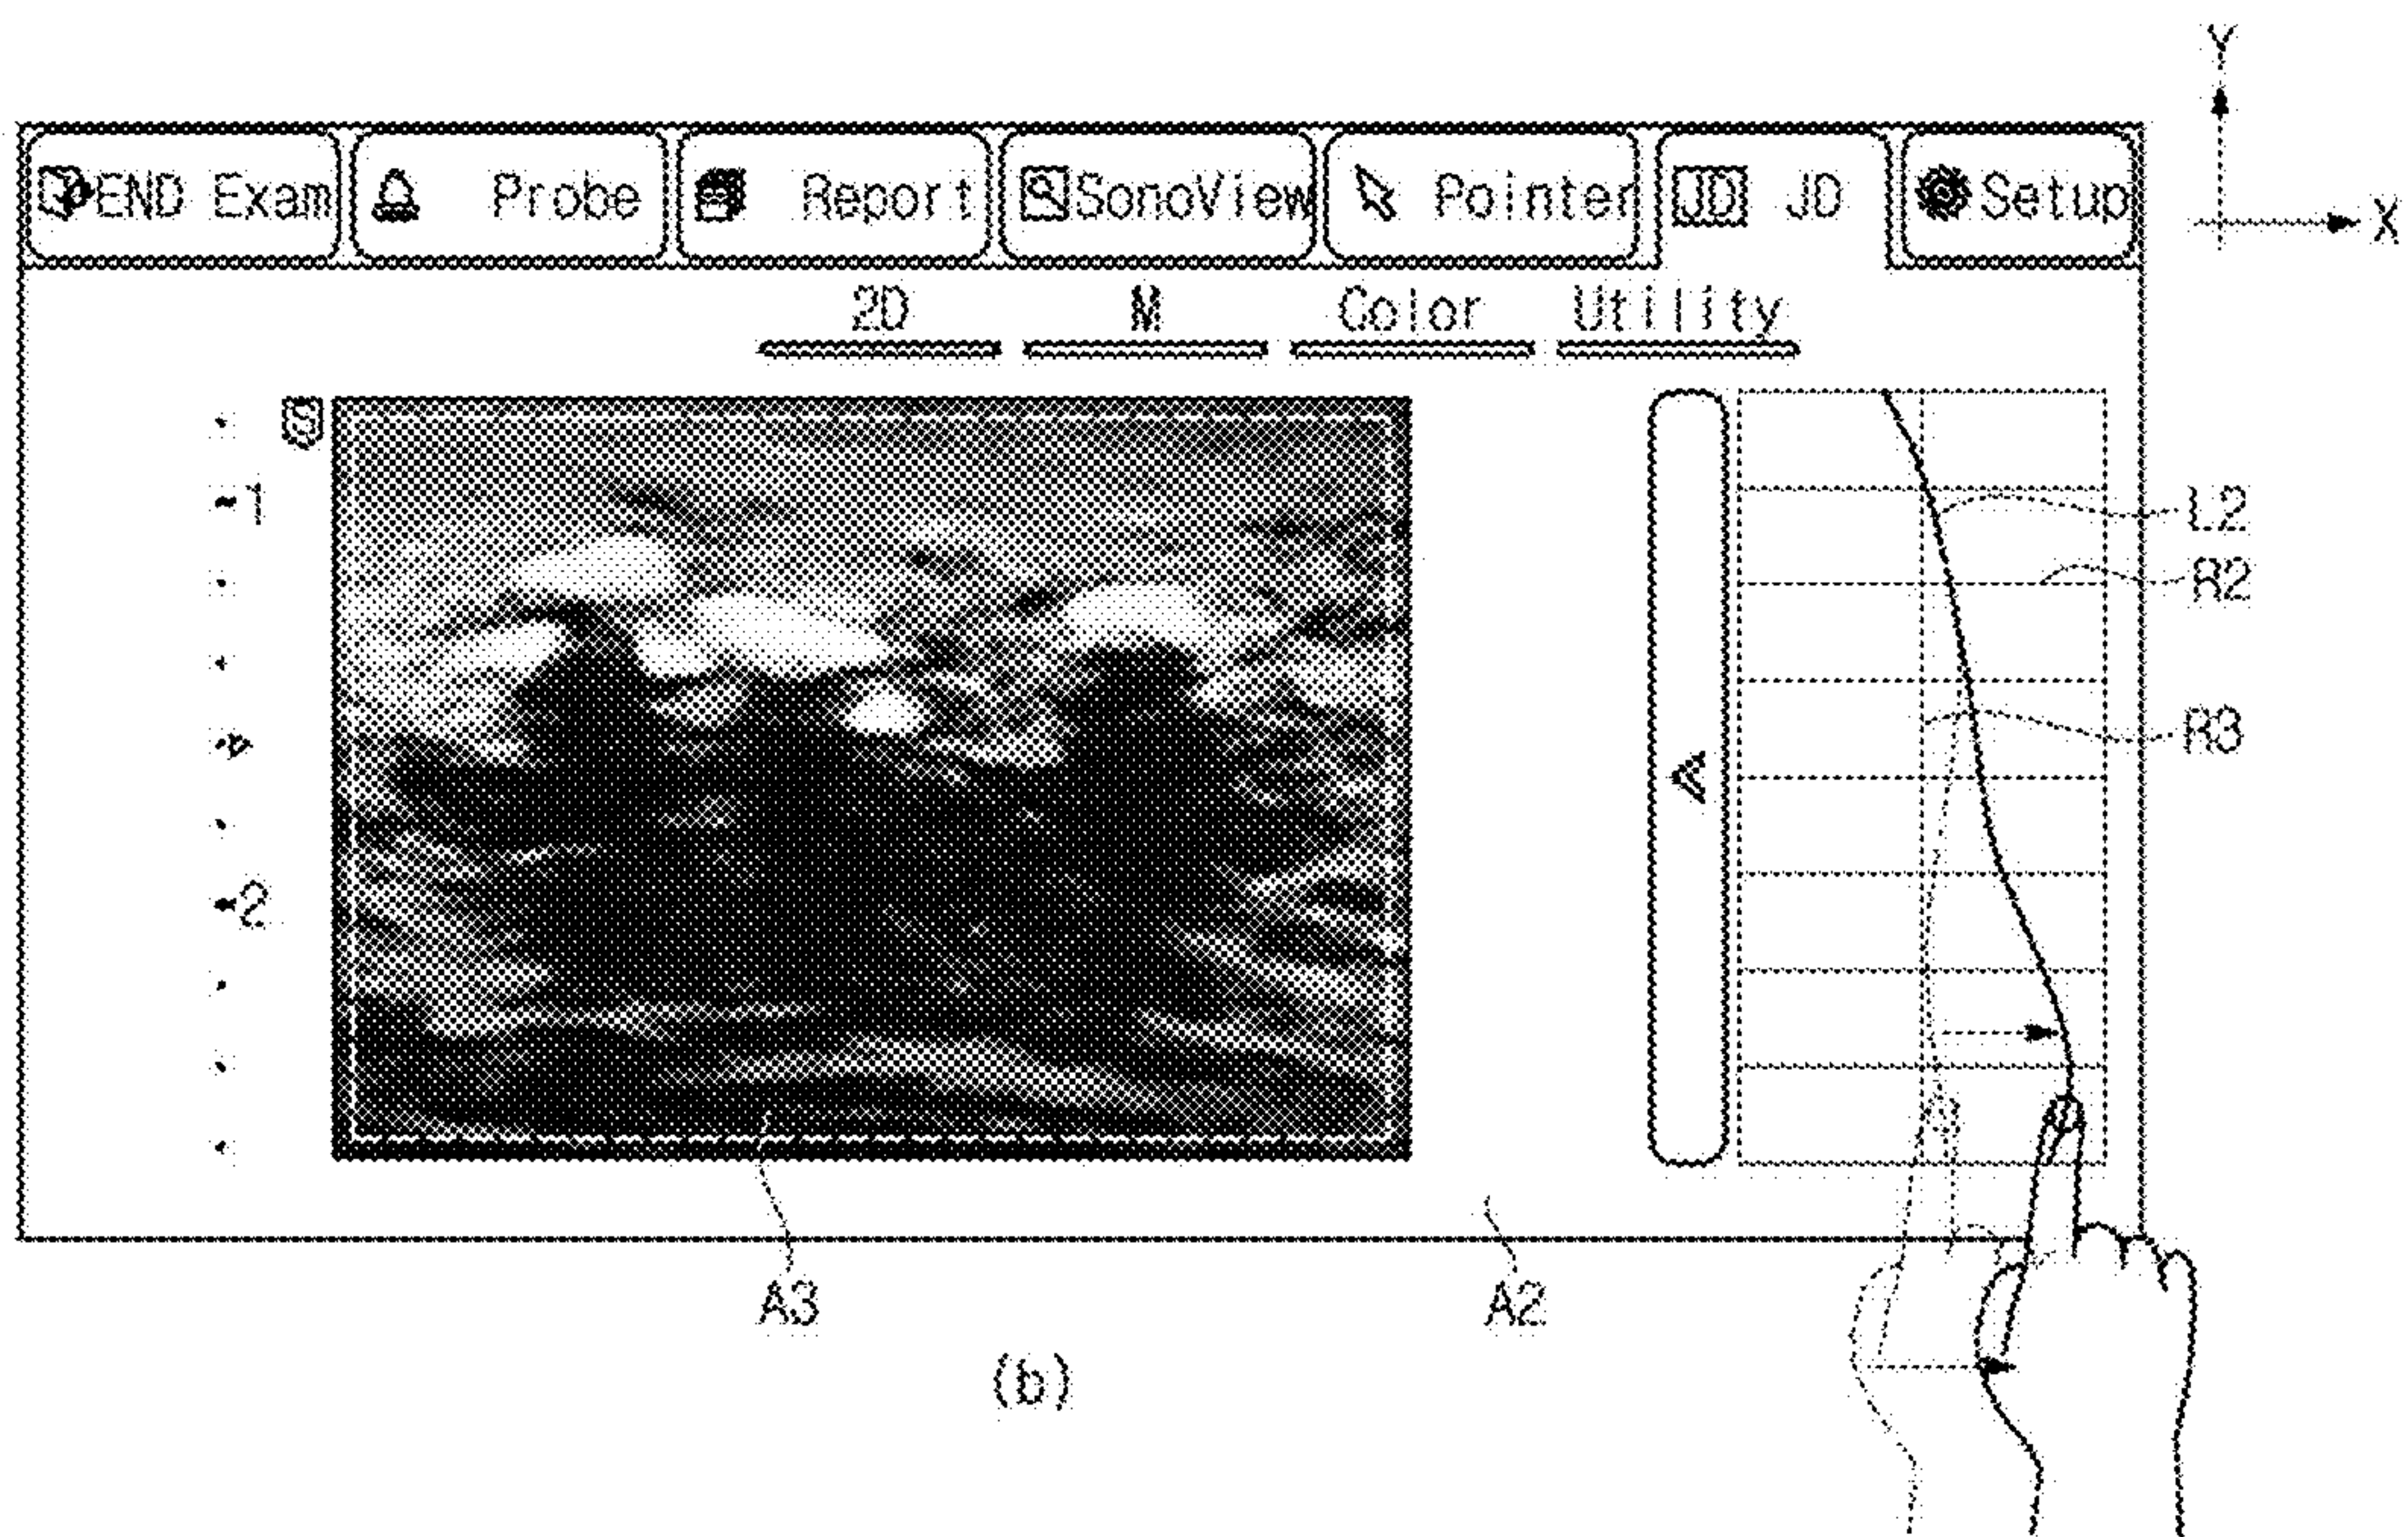 Y
END Exam Probe Report SonoView Pointer JD JD Setup
X
2D M Color Utility
S
1
L2
R2
R3
2
A3 A2
(b)